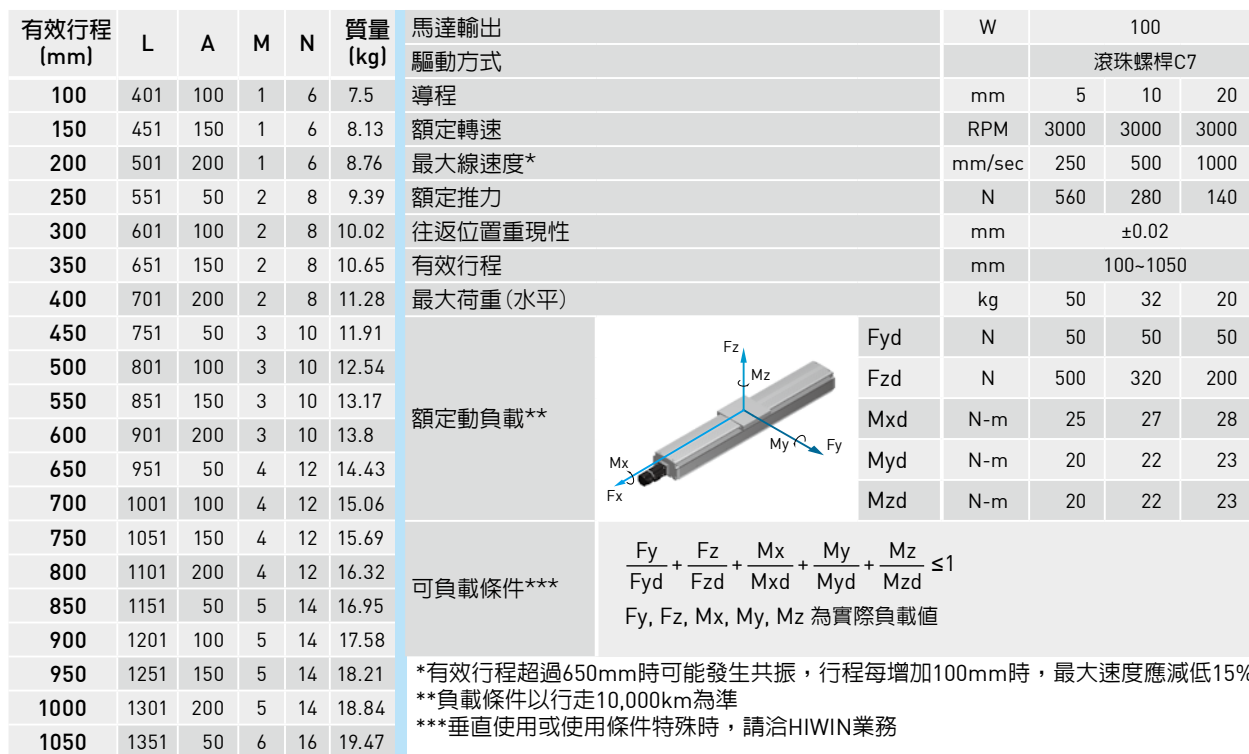 有效行程 (mm) L A M N 質量 (kg)
100 401 100 1 6 7.5
150 451 150 1 6 8.13
200 501 200 1 6 8.76
250 551 50 2 8 9.39
300 601 100 2 8 10.02
350 651 150 2 8 10.65
400 701 200 2 8 11.28
450 751 50 3 10 11.91
500 801 100 3 10 12.54
550 851 150 3 10 13.17
600 901 200 3 10 13.8
650 951 50 4 12 14.43
700 1001 100 4 12 15.06
750 1051 150 4 12 15.69
800 1101 200 4 12 16.32
850 1151 50 5 14 16.95
900 1201 100 5 14 17.58
950 1251 150 5 14 18.21
1000 1301 200 5 14 18.84
1050 1351 50 6 16 19.47
馬達輸出 W 100
驅動方式 滾珠螺桿C7
導程 mm 5 10 20
額定轉速 RPM 3000 3000 3000
最大線速度* mm/sec 250 500 1000
額定推力 N 560 280 140
往返位置重現性 mm ±0.02
有效行程 mm 100~1050
最大荷重(水平) kg 50 32 20
額定動負載**
Fz
Mz
My
Fy
Mx
Fx
Fyd N 50 50 50
Fzd N 500 320 200
Mxd N-m 25 27 28
Myd N-m 20 22 23
Mzd N-m 20 22 23
可負載條件***
Fy/Fyd + Fz/Fzd + Mx/Mxd + My/Myd + Mz/Mzd ≤1
Fy, Fz, Mx, My, Mz 為實際負載值
*有效行程超過650mm時可能發生共振，行程每增加100mm時，最大速度應減低15%
**負載條件以行走10,000km為準
***垂直使用或使用條件特殊時，請洽HIWIN業務